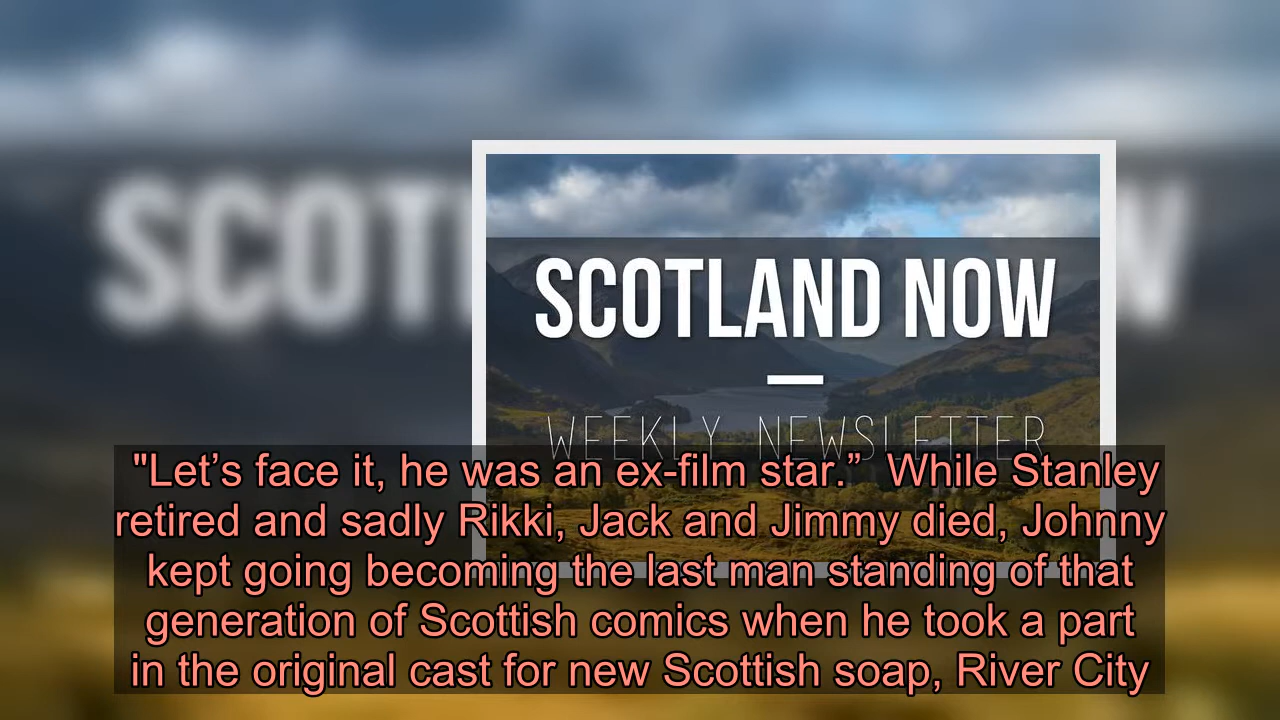 SCOTLAND NOW
WEEKLY NEWSLETTER
"Let’s face it, he was an ex-film star.”  While Stanley
retired and sadly Rikki, Jack and Jimmy died, Johnny
kept going becoming the last man standing of that
generation of Scottish comics when he took a part
in the original cast for new Scottish soap, River City